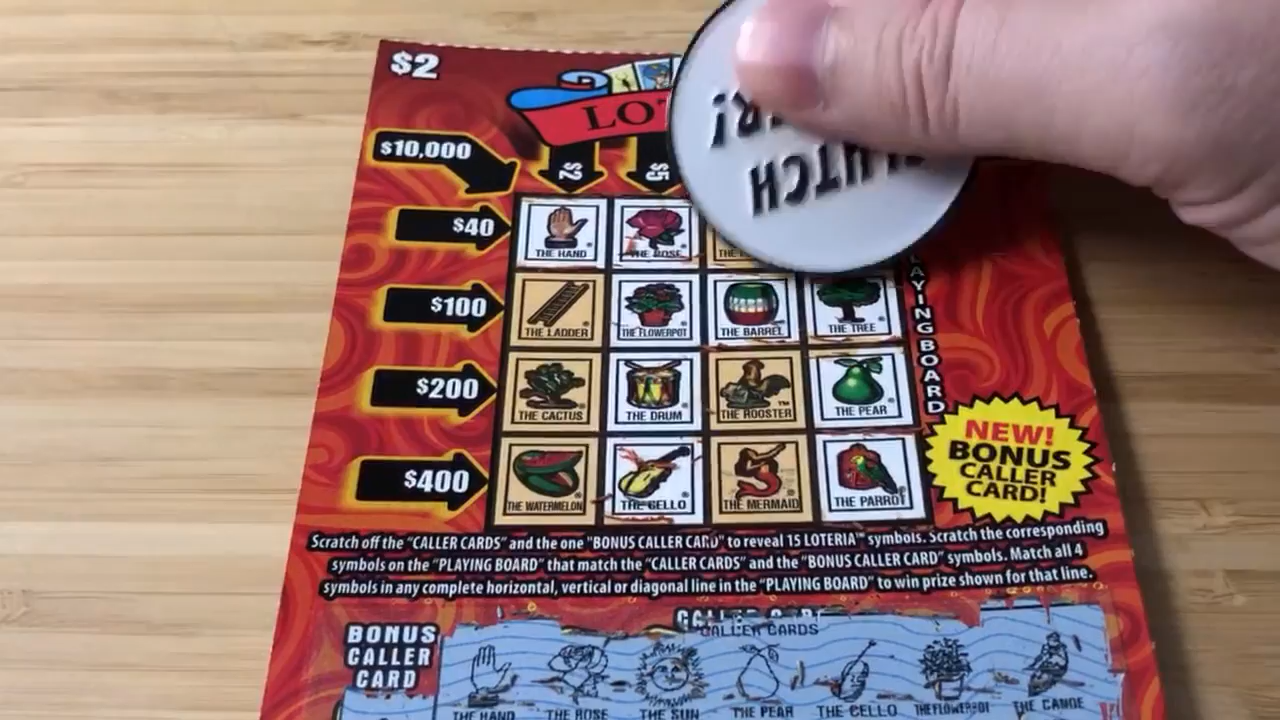 $2
LOT
$10,000
$2
$5
$40
THE HAND
THE ROSE
$100
THE LADDER
THE FLOWERPOT
THE BARREL
THE TREE
$200
THE CACTUS
THE DRUM
THE ROOSTER
THE PEAR
$400
THE WATERMELON
THE CELLO
THE MERMAID
THE PARROT
LAYING BOARD
NEW!
BONUS
CALLER
CARD!
Scratch off the "CALLER CARDS" and the one "BONUS CALLER CARD" to reveal 15 LOTERIA™ symbols. Scratch the corresponding
symbols on the "PLAYING BOARD" that match the "CALLER CARDS" and the "BONUS CALLER CARD" symbols. Match all 4
symbols in any complete horizontal, vertical or diagonal line in the "PLAYING BOARD" to win prize shown for that line.
CALLER CARDS
BONUS
CALLER
CARD
THE HAND
THE ROSE
THE SUN
THE PEAR
THE CELLO
THE FLOWERPOT
THE CANOE